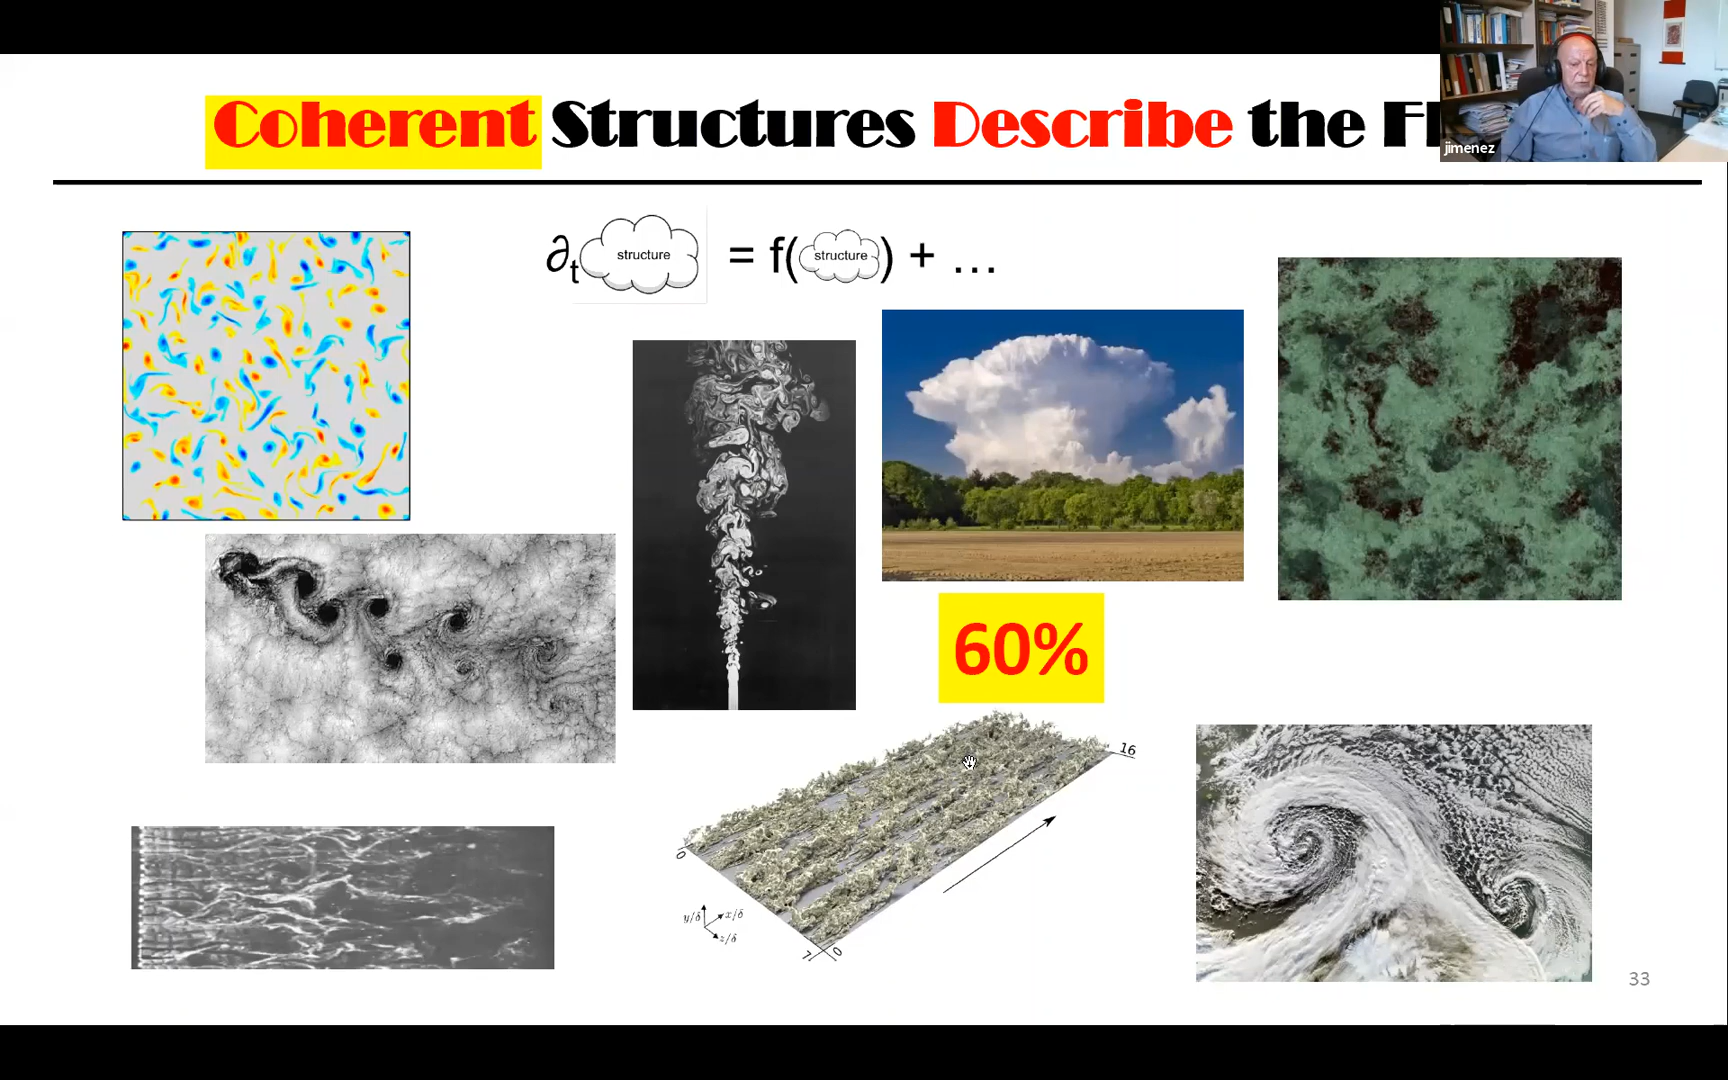 Coherent Structures Describe the Fl
jimenez
∂t structure = f( structure ) + ...
60%
16
0
y/δ x/δ
z/δ
7 0
33